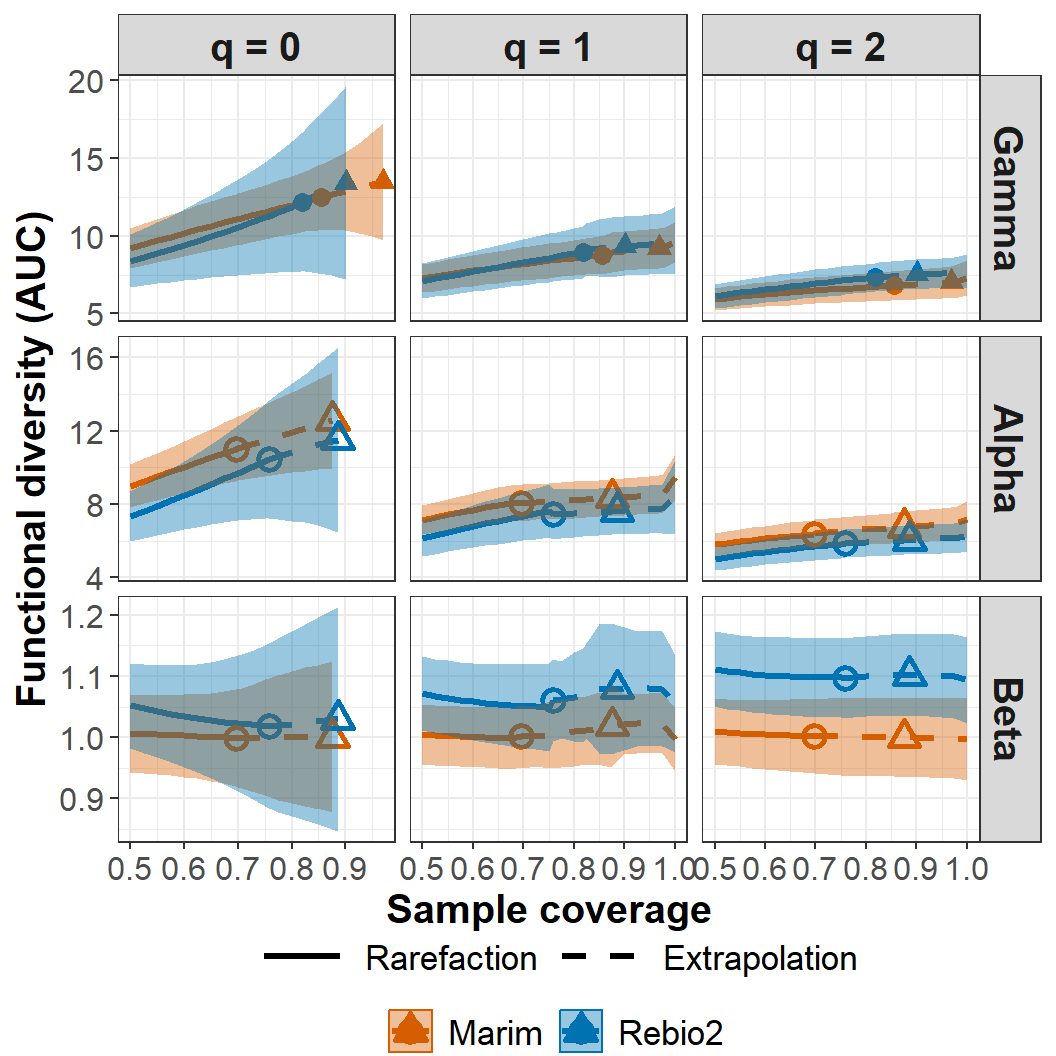 q = 0
q = 1
q = 2
Functional diversity (AUC)
20
15
10
5
Gamma
16
12
8
4
Alpha
1.2
1.1
1.0
0.9
Beta
0.5 0.6 0.7 0.8 0.9
0.5 0.6 0.7 0.8 0.9 1.0
0.5 0.6 0.7 0.8 0.9 1.0
Sample coverage
Rarefaction
Extrapolation
Marim
Rebio2